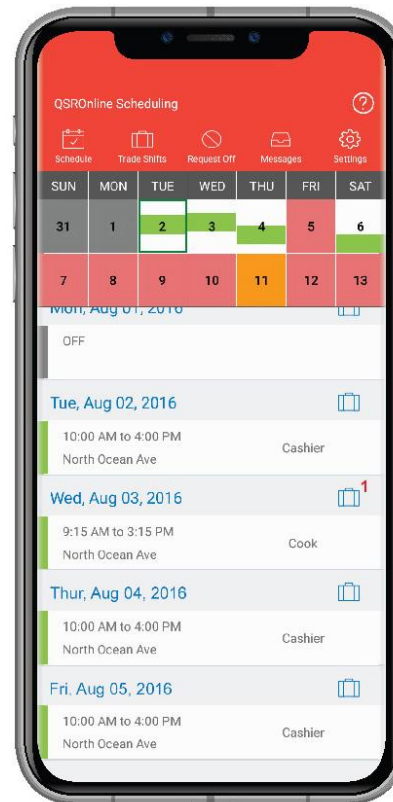 QSROnline Scheduling
?
Schedule Trade Shifts Request Off Messages Settings
SUN MON TUE WED THU FRI SAT
31 1 2 3 4 5 6
7 8 9 10 11 12 13
Mon, Aug 01, 2016
OFF
Tue, Aug 02, 2016
10:00 AM to 4:00 PM
Cashier
North Ocean Ave
Wed, Aug 03, 2016 1
9:15 AM to 3:15 PM
Cook
North Ocean Ave
Thur, Aug 04, 2016
10:00 AM to 4:00 PM
Cashier
North Ocean Ave
Fri, Aug 05, 2016
10:00 AM to 4:00 PM
Cashier
North Ocean Ave